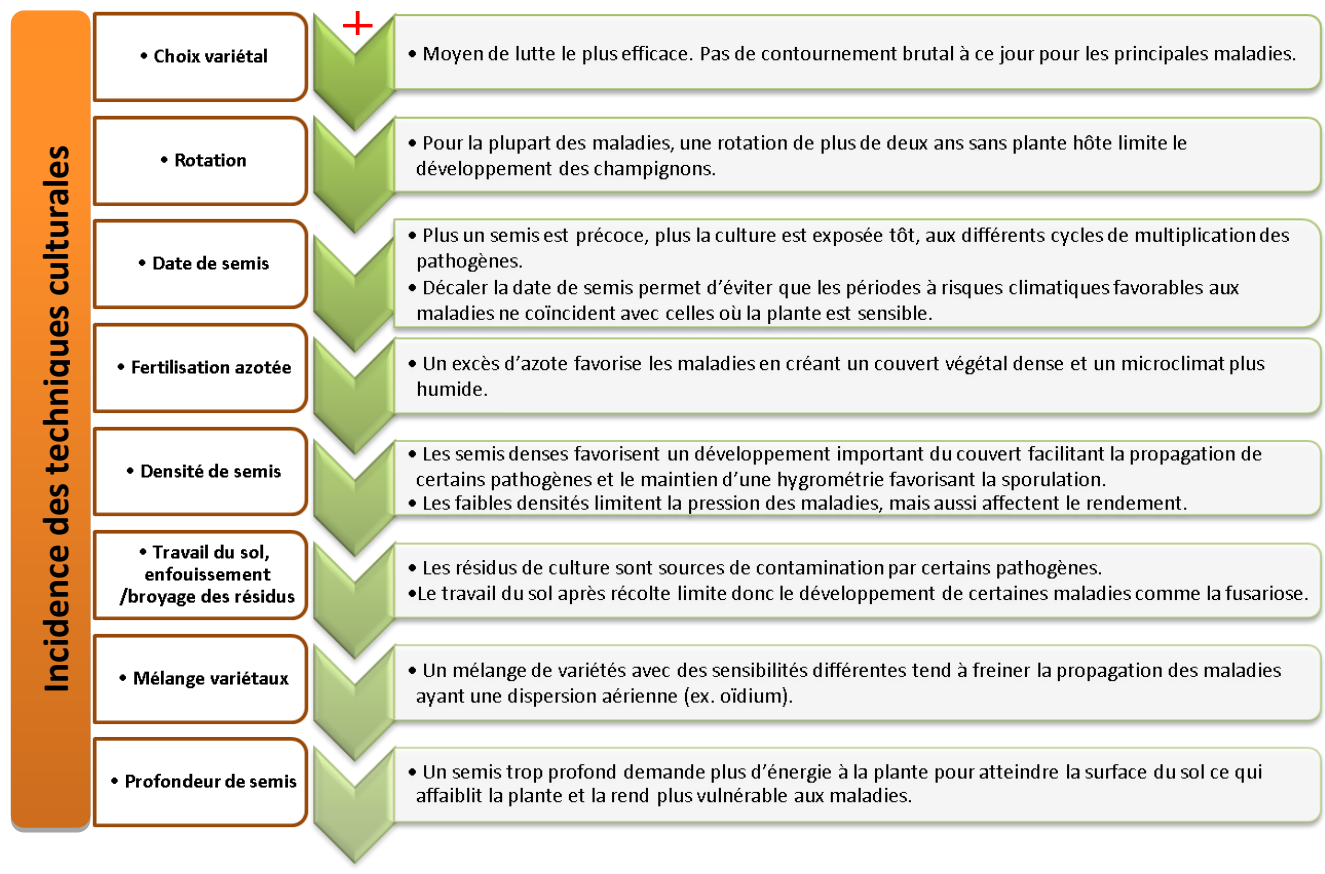 Incidence des techniques culturales
+
• Choix variétal
• Moyen de lutte le plus efficace. Pas de contournement brutal à ce jour pour les principales maladies.
• Rotation
• Pour la plupart des maladies, une rotation de plus de deux ans sans plante hôte limite le
développement des champignons.
• Date de semis
• Plus un semis est précoce, plus la culture est exposée tôt, aux différents cycles de multiplication des
pathogènes.
• Décaler la date de semis permet d’éviter que les périodes à risques climatiques favorables aux
maladies ne coïncident avec celles où la plante est sensible.
• Fertilisation azotée
• Un excès d’azote favorise les maladies en créant un couvert végétal dense et un microclimat plus
humide.
• Densité de semis
• Les semis denses favorisent un développement important du couvert facilitant la propagation de
certains pathogènes et le maintien d’une hygrométrie favorisant la sporulation.
• Les faibles densités limitent la pression des maladies, mais aussi affectent le rendement.
• Travail du sol,
enfouissement
/broyage des résidus
• Les résidus de culture sont sources de contamination par certains pathogènes.
•Le travail du sol après récolte limite donc le développement de certaines maladies comme la fusariose.
• Mélange variétaux
• Un mélange de variétés avec des sensibilités différentes tend à freiner la propagation des maladies
ayant une dispersion aérienne (ex. oïdium).
• Profondeur de semis
• Un semis trop profond demande plus d’énergie à la plante pour atteindre la surface du sol ce qui
affaiblit la plante et la rend plus vulnérable aux maladies.